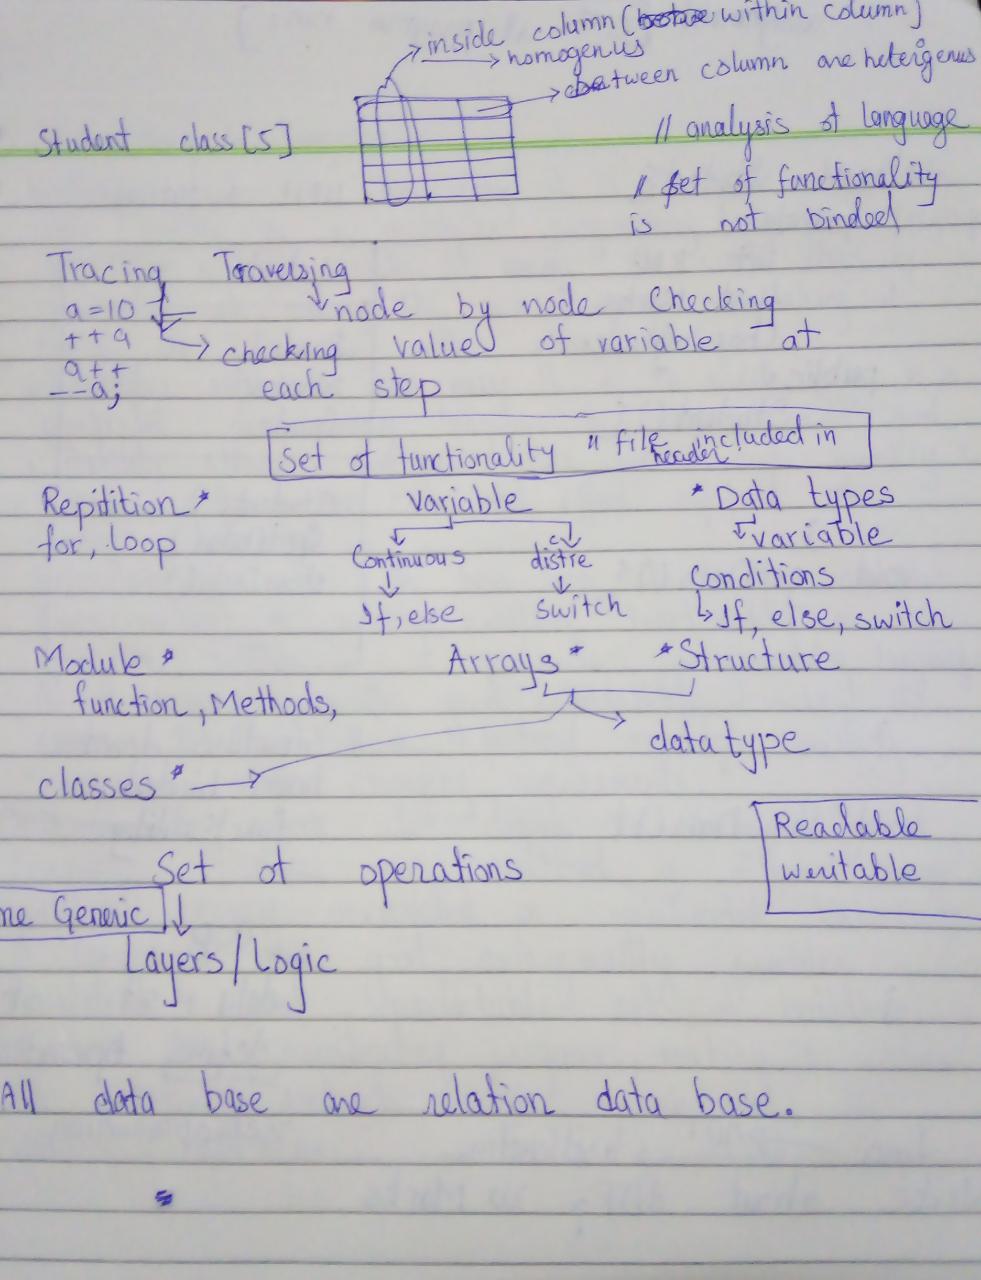 inside column ( within column)
homogenus
between column are heterigenus
Student class[5]
// analysis of language
// set of functionality
is not binded
Tracing Traversing
a=10 node by node checking
++a checking value of variable at
a++ each step
--a;
Set of functionality " file included in
header
Repitition * variable * Data types
for, loop variable
Continuous distre
c
Conditions
If, else switch If, else, switch
Module * Arrays * * Structure
function, Methods,
data type
classes *
Readable
writable
Set of operations
ne Generic
Layers/Logic
All data base are relation data base.